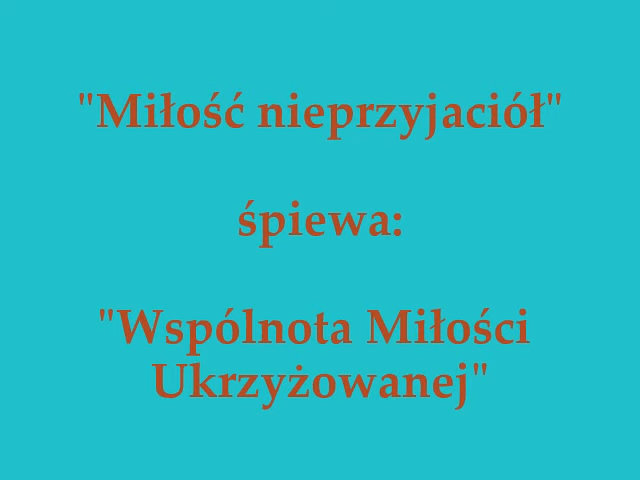 "Miłość nieprzyjaciół"
śpiewa:
"Wspólnota Miłości
Ukrzyżowanej"